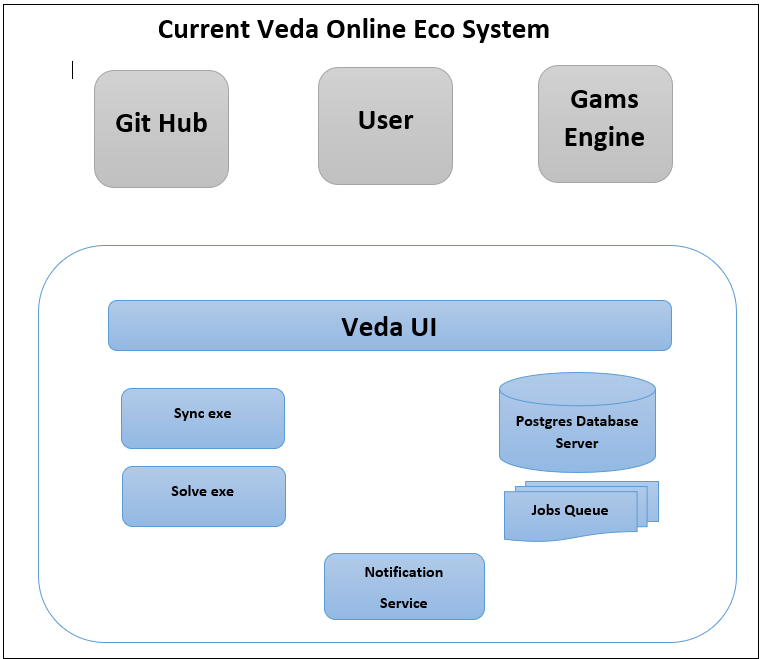 Current Veda Online Eco System
Git Hub
User
Gams
Engine
Veda UI
Sync exe
Postgres Database
Server
Solve exe
Jobs Queue
Notification
Service